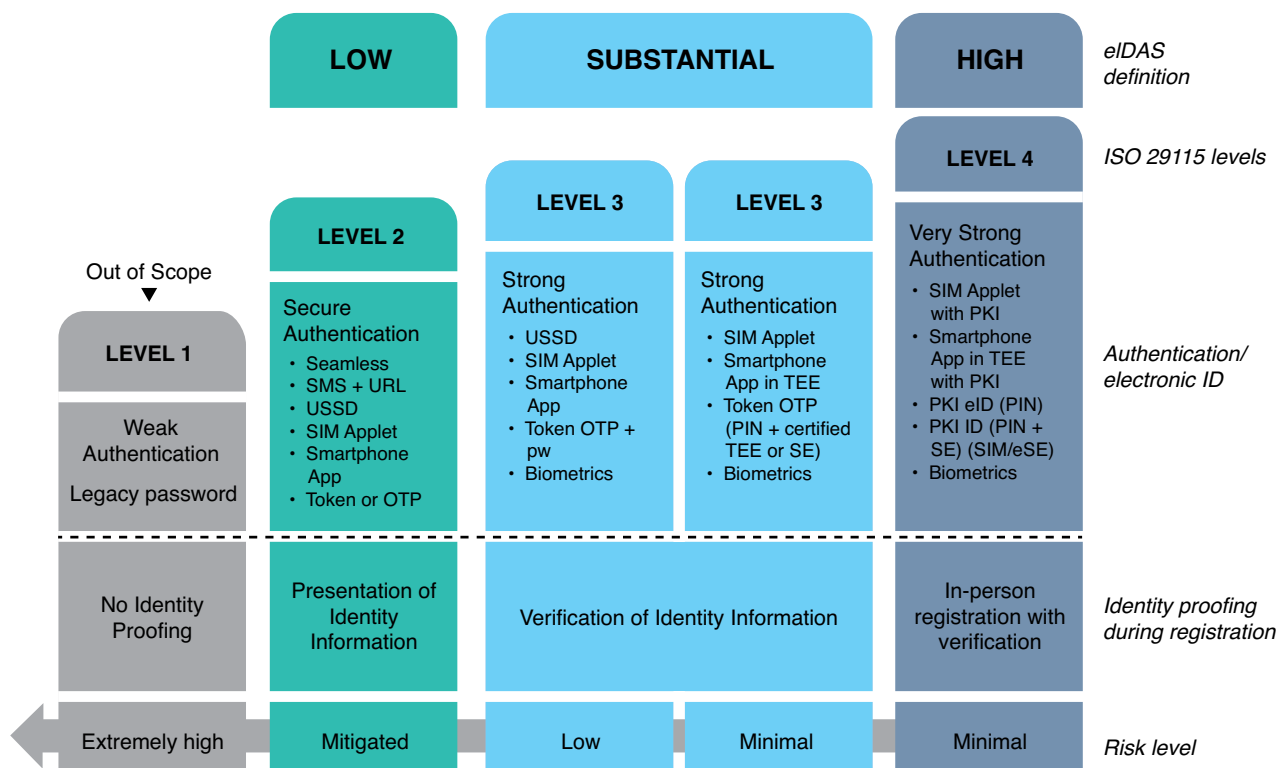 LOW
SUBSTANTIAL
HIGH
eIDAS
definition
LEVEL 4
ISO 29115 levels
LEVEL 3
LEVEL 3
LEVEL 2
Out of Scope
LEVEL 1
Weak
Authentication
Legacy password
Secure
Authentication
• Seamless
• SMS + URL
• USSD
• SIM Applet
• Smartphone
App
• Token or OTP
Strong
Authentication
• USSD
• SIM Applet
• Smartphone
App
• Token OTP +
pw
• Biometrics
Strong
Authentication
• SIM Applet
• Smartphone
App in TEE
• Token OTP
(PIN + certified
TEE or SE)
• Biometrics
Very Strong
Authentication
• SIM Applet
with PKI
• Smartphone
App in TEE
with PKI
• PKI eID (PIN)
• PKI ID (PIN +
SE) (SIM/eSE)
• Biometrics
Authentication/
electronic ID
No Identity
Proofing
Presentation of
Identity
Information
Verification of Identity Information
In-person
registration with
verification
Identity proofing
during registration
Extremely high
Mitigated
Low
Minimal
Minimal
Risk level